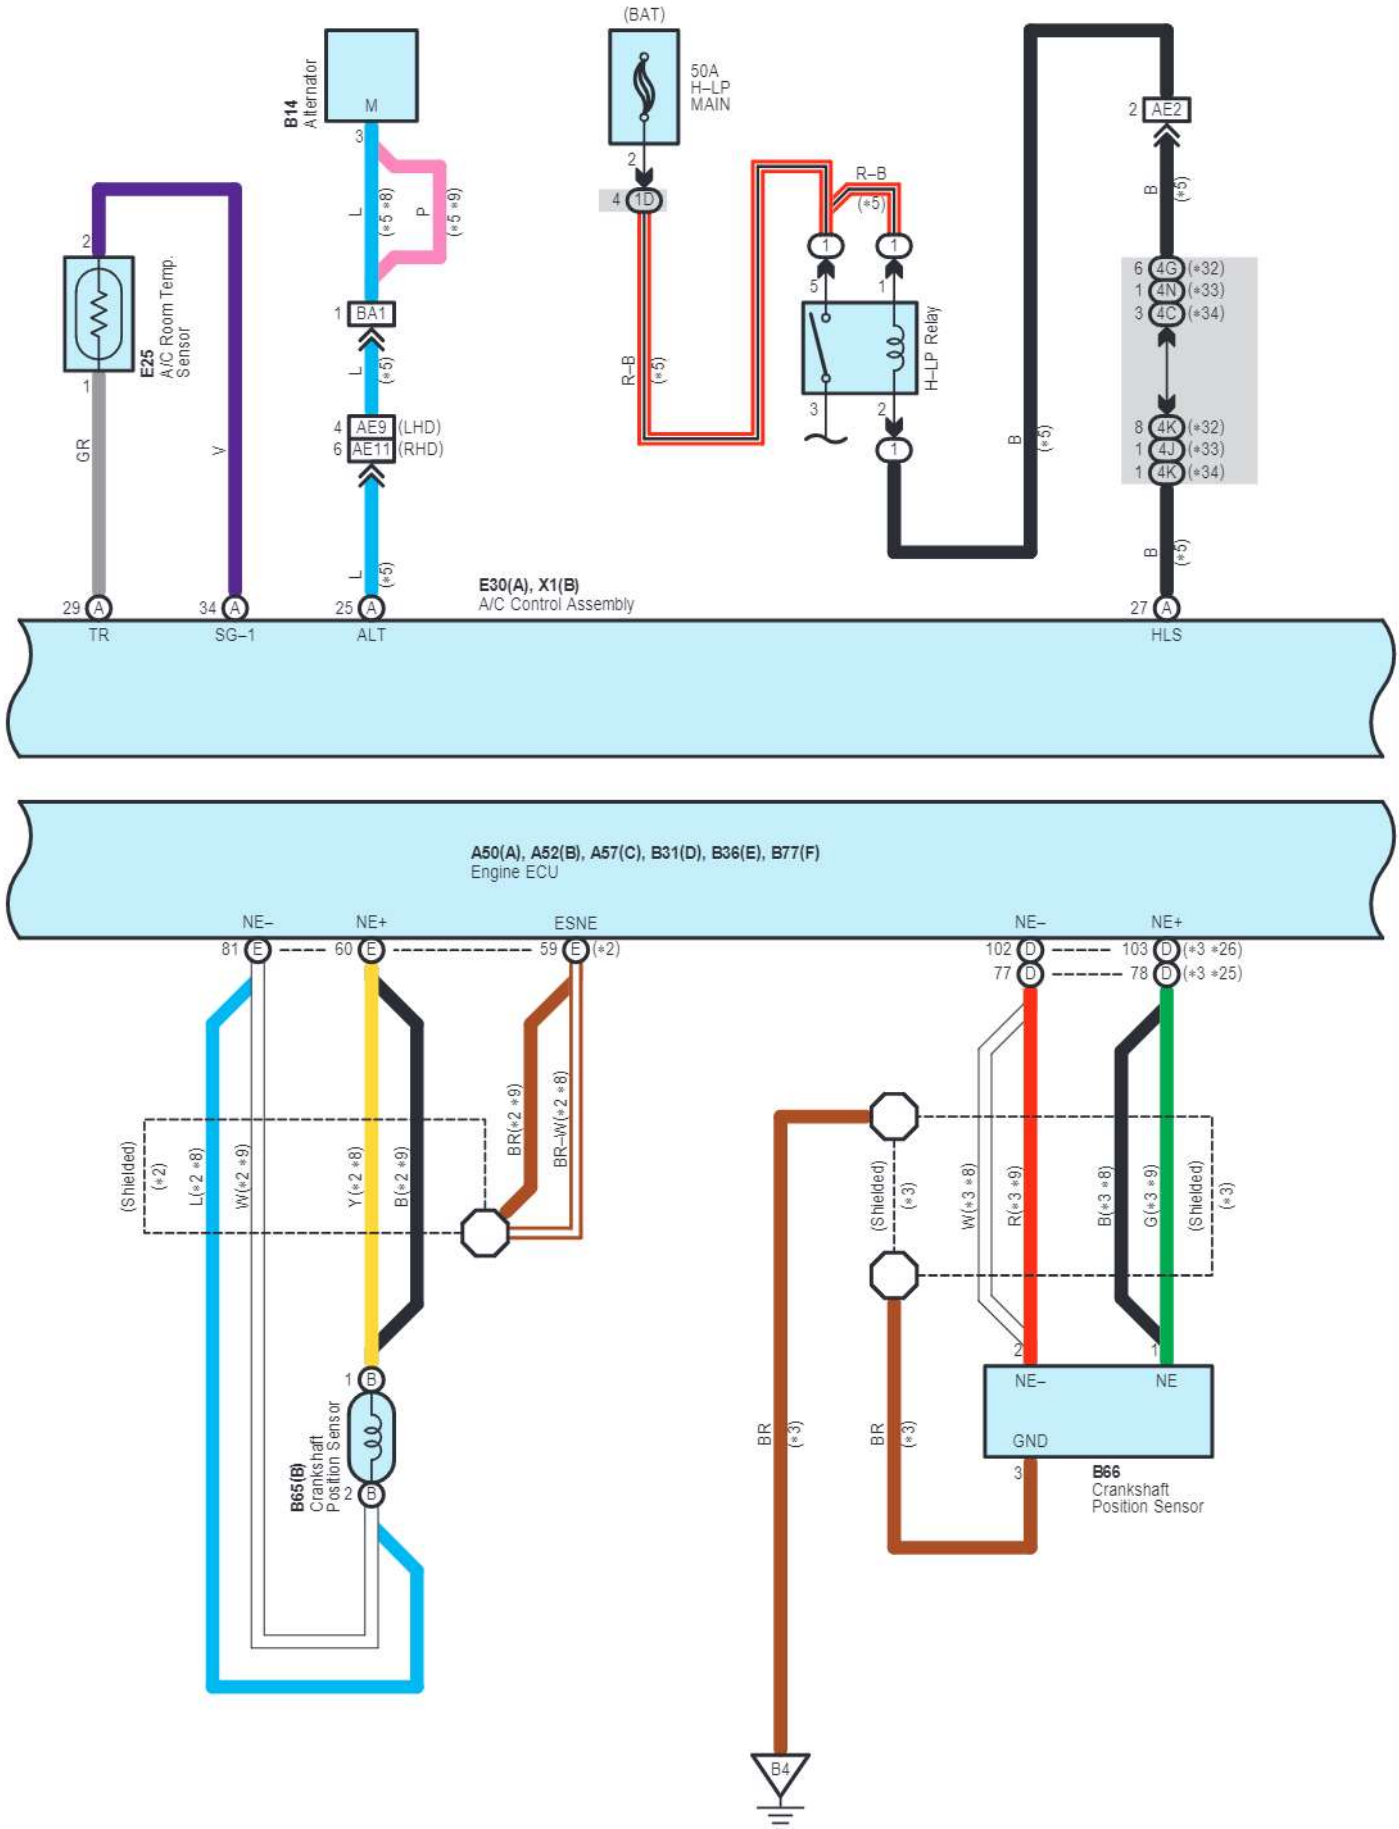 (BAT)
50A
H–LP
MAIN
B14
Alternator
M
3
2
4 1D
R–B
(*5)
2 AE2
B
(*5)
L
(*5 *8)
P
(*5 *9)
2
E25
A/C Room Temp.
Sensor
1
1
1
5
1
H–LP Relay
3
2
1
6 4G (*32)
1 4N (*33)
3 4C (*34)
1 BA1
L
(*5)
R–B
(*5)
4 AE9 (LHD)
6 AE11 (RHD)
8 4K (*32)
1 4J (*33)
1 4K (*34)
GR
V
B
(*5)
L
(*5)
B
(*5)
E30(A), X1(B)
A/C Control Assembly
29 A
34 A
25 A
27 A
TR
SG–1
ALT
HLS
A50(A), A52(B), A57(C), B31(D), B36(E), B77(F)
Engine ECU
NE–
NE+
ESNE
NE–
NE+
81 E
60 E
59 E (*2)
102 D
103 D (*3 *26)
77 D
78 D (*3 *25)
(Shielded)
(*2)
L(*2 *8)
W(*2 *9)
Y(*2 *8)
B(*2 *9)
BR(*2 *9)
BR–W(*2 *8)
(Shielded)
(*3)
W(*3 *8)
R(*3 *9)
B(*3 *8)
G(*3 *9)
(Shielded)
(*3)
2
1
NE–
NE
GND
3
B66
Crankshaft
Position Sensor
1 B
B65(B)
Crankshaft
Position Sensor
2 B
BR
(*3)
BR
(*3)
B4